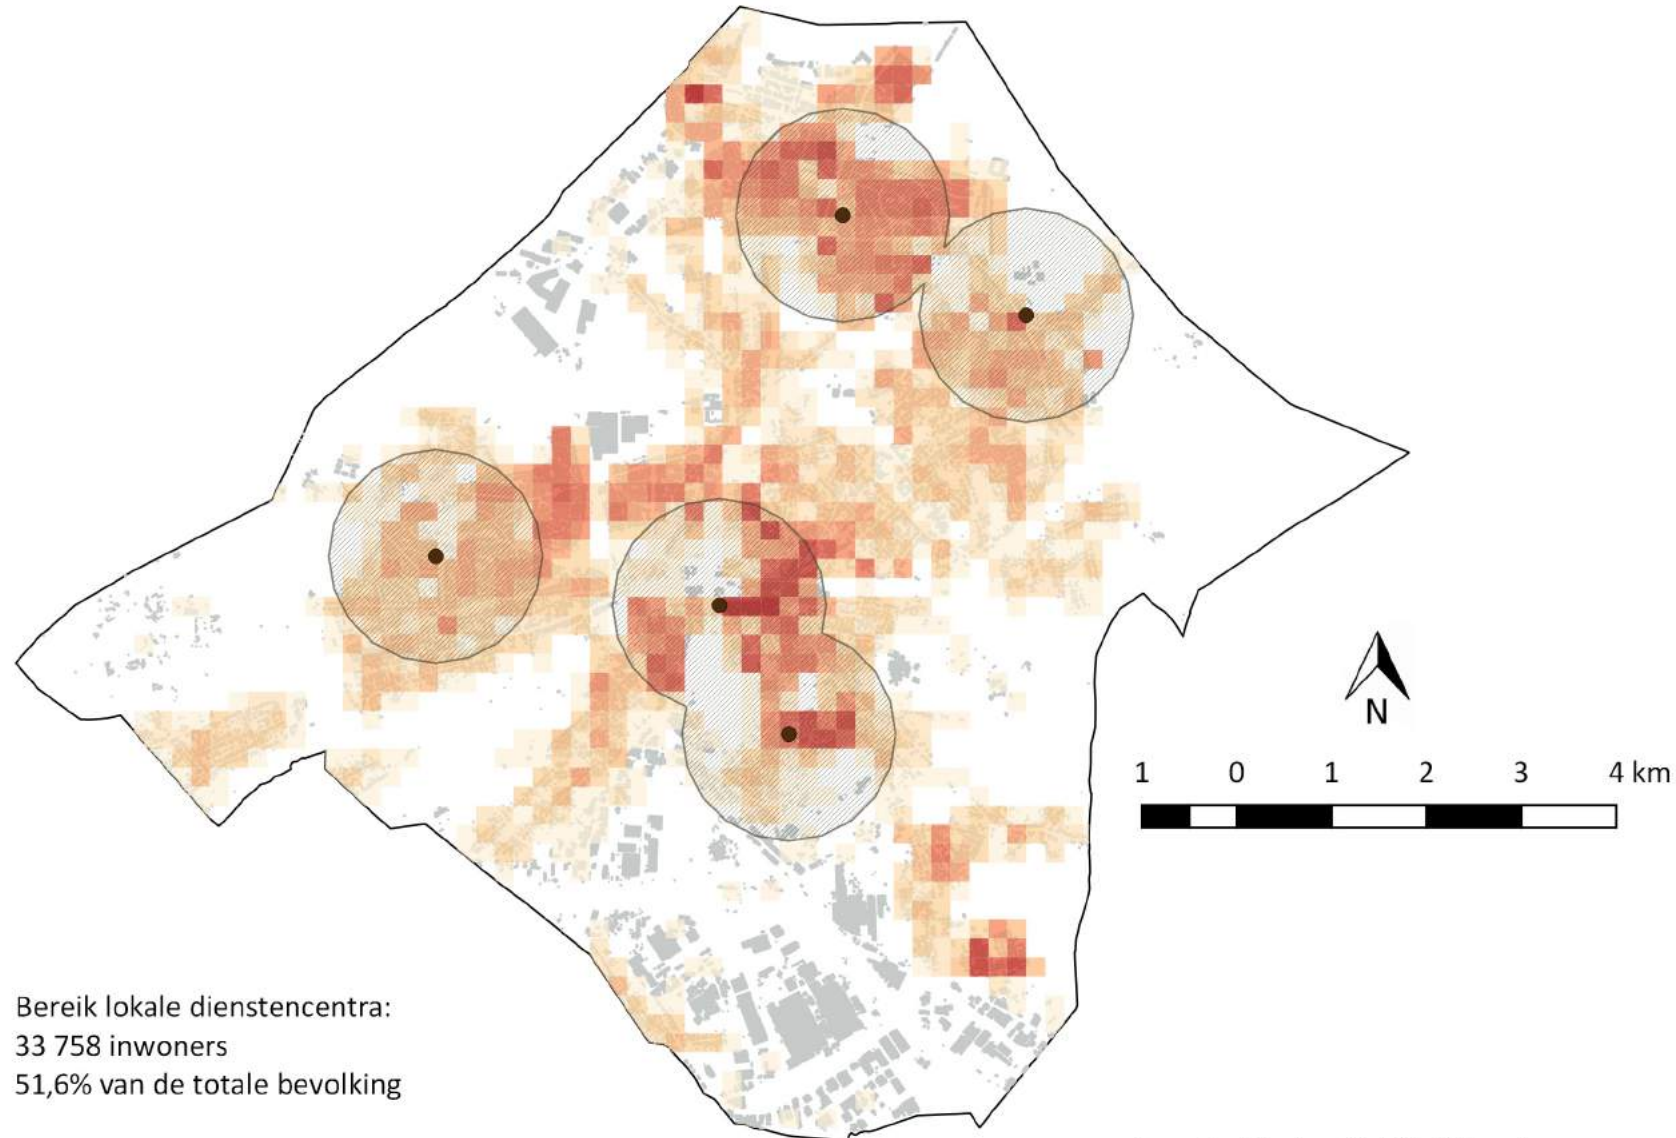 N
1 0 1 2 3 4 km
Bereik lokale dienstencentra:
33 758 inwoners
51,6% van de totale bevolking